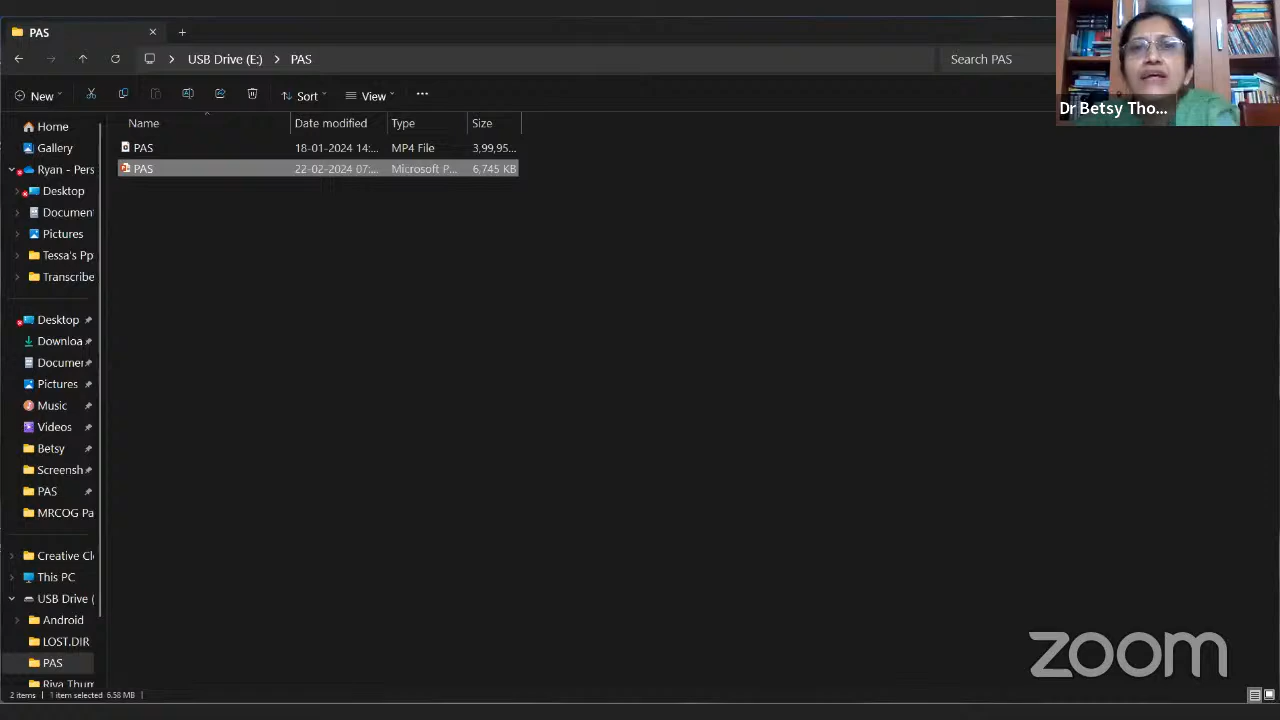 PAS
USB Drive (E:) > PAS
Search PAS
Dr Betsy Tho...
New
Sort
View
Name Date modified Type Size
PAS 18-01-2024 14:... MP4 File 3,99,95...
PAS 22-02-2024 07:... Microsoft P... 6,745 KB
Home
Gallery
Ryan - Pers
Desktop
Document
Pictures
Tessa's Pp
Transcribe
Desktop
Downloa
Documen
Pictures
Music
Videos
Betsy
Screensh
PAS
MRCOG Pa
Creative Cl
This PC
USB Drive (
Android
LOST.DIR
PAS
Riya Thum
2 items 1 item selected 6.58 MB
zoom